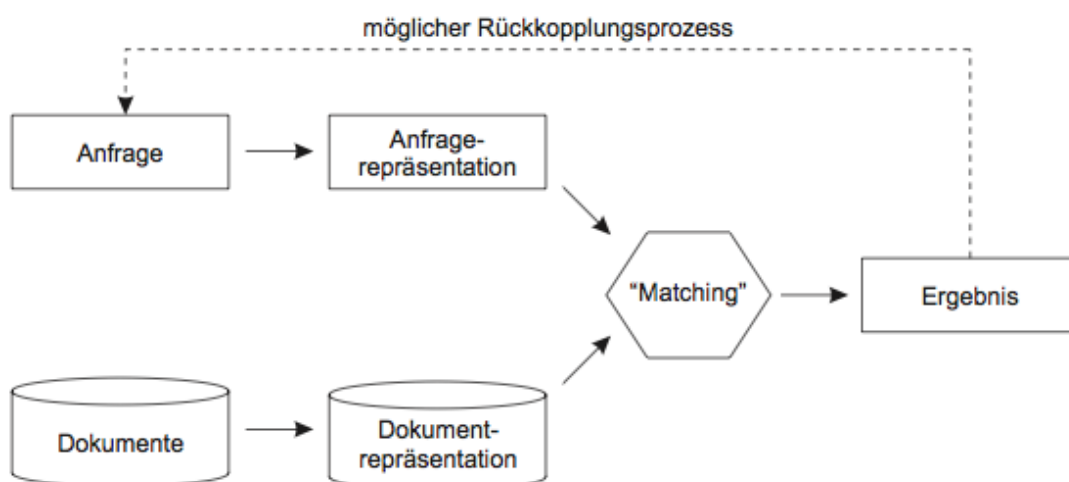 möglicher Rückkopplungsprozess
Anfrage
Anfrage-
repräsentation
“Matching”
Ergebnis
Dokumente
Dokument-
repräsentation